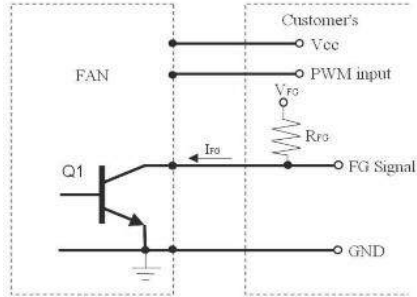 Customer's
Vcc
FAN
PWM input
VFG
RFG
IFG
Q1
FG Signal
GND